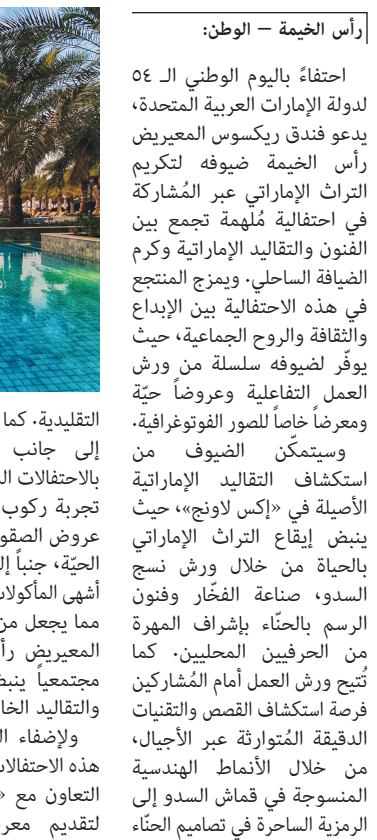 رأس الخيمة – الوطن:
احتفاءً باليوم الوطني الـ ٥٤
لدولة الإمارات العربية المتحدة،
يدعو فندق ريكسوس المعيريض
رأس الخيمة ضيوفه لتكريم
التراث الإماراتي عبر المُشاركة
في احتفالية مُلهمة تجمع بين
الفنون والتقاليد الإماراتية وكرم
الضيافة الساحلي. ويمزج المنتجع
في هذه الاحتفالية بين الإبداع
والثقافة والروح الجماعية، حيث
يوفّر لضيوفه سلسلة من ورش
العمل التفاعلية وعروضاً حيّة
ومعرضاً خاصاً للصور الفوتوغرافية.
وسيتمكّن الضيوف من
استكشاف التقاليد الإماراتية
الأصيلة في «إكس لاونج»، حيث
ينبض إيقاع التراث الإماراتي
بالحياة من خلال ورش نسج
السدو، صناعة الفخّار وفنون
الرسم بالحنّاء بإشراف المهرة
من الحرفيين المحليين. كما
تُتيح ورش العمل أمام المُشاركين
فرصة استكشاف القصص والتقنيات
الدقيقة المُتوارثة عبر الأجيال،
من خلال الأنماط الهندسية
المنسوجة في قماش السدو إلى
الرمزية الساحرة في تصاميم الحنّاء
التقليدية. كما
إلى جانب
بالاحتفالات ال
تجربة ركوب
عروض الصقو
الحيّة، جنباً إل
أشهى المأكولات
مما يجعل من
المعيريض رأ
مجتمعياً ينبض
والتقاليد الخا
ولإضفاء ال
هذه الاحتفالات
التعاون مع «
لتقديم معر